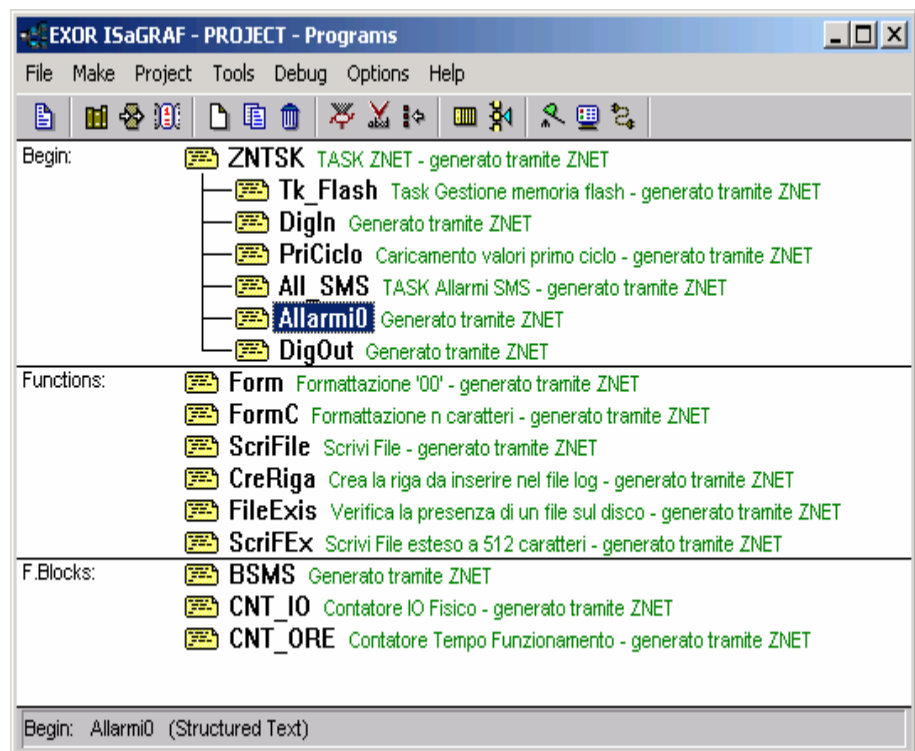 EXOR ISaGRAF - PROJECT - Programs
File Make Project Tools Debug Options Help
Begin: ZNTSK TASK ZNET - generato tramite ZNET
Tk_Flash Task Gestione memoria flash - generato tramite ZNET
DigIn Generato tramite ZNET
PriCiclo Caricamento valori primo ciclo - generato tramite ZNET
All_SMS TASK Allarmi SMS - generato tramite ZNET
Allarmi0 Generato tramite ZNET
DigOut Generato tramite ZNET
Functions: Form Formattazione '00' - generato tramite ZNET
FormC Formattazione n caratteri - generato tramite ZNET
ScriFile Scrivi File - generato tramite ZNET
CreRiga Crea la riga da inserire nel file log - generato tramite ZNET
FileExis Verifica la presenza di un file sul disco - generato tramite ZNET
ScriFEx Scrivi File esteso a 512 caratteri - generato tramite ZNET
F.Blocks: BSMS Generato tramite ZNET
CNT_IO Contatore IO Fisico - generato tramite ZNET
CNT_ORE Contatore Tempo Funzionamento - generato tramite ZNET
Begin: Allarmi0 (Structured Text)